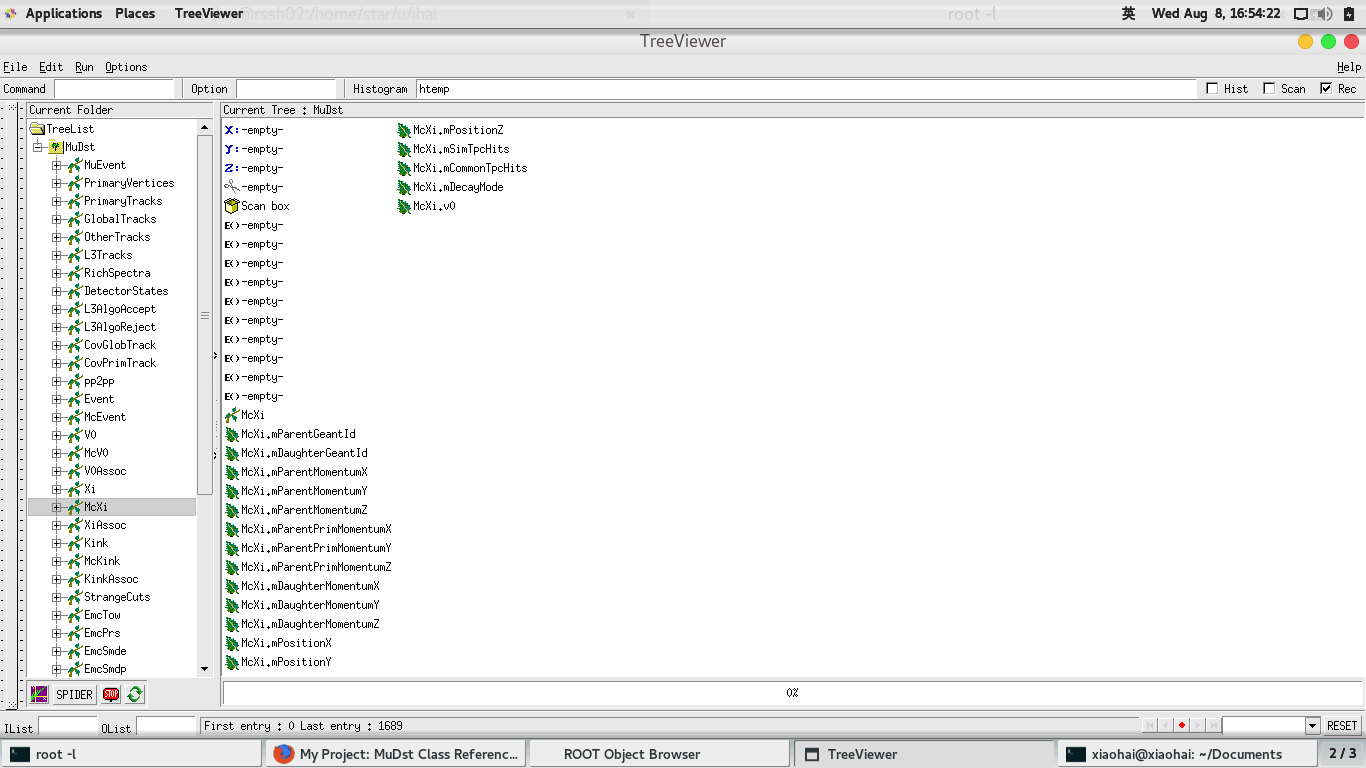 Applications Places TreeViewer @rssh02:/home/star/u/jhai root -l 英 Wed Aug 8, 16:54:22
TreeViewer
File Edit Run Options Help
Command Option Histogram htemp Hist Scan Rec
Current Folder
TreeList
MuDst
MuEvent
PrimaryVertices
PrimaryTracks
GlobalTracks
OtherTracks
L3Tracks
RichSpectra
DetectorStates
L3AlgoAccept
L3AlgoReject
CovGlobTrack
CovPrimTrack
pp2pp
Event
McEvent
V0
McV0
V0Assoc
Xi
McXi
XiAssoc
Kink
McKink
KinkAssoc
StrangeCuts
EmcTow
EmcPrs
EmcSmde
EmcSmdp
Current Tree : MuDst
X: -empty-
Y: -empty-
Z: -empty-
-empty-
Scan box
E() -empty-
E() -empty-
E() -empty-
E() -empty-
E() -empty-
E() -empty-
E() -empty-
E() -empty-
E() -empty-
E() -empty-
McXi
McXi.mParentGeantId
McXi.mDaughterGeantId
McXi.mParentMomentumX
McXi.mParentMomentumY
McXi.mParentMomentumZ
McXi.mParentPrimMomentumX
McXi.mParentPrimMomentumY
McXi.mParentPrimMomentumZ
McXi.mDaughterMomentumX
McXi.mDaughterMomentumY
McXi.mDaughterMomentumZ
McXi.mPositionX
McXi.mPositionY
McXi.mPositionZ
McXi.mSimTpcHits
McXi.mCommonTpcHits
McXi.mDecayMode
McXi.v0
SPIDER STOP 0%
IList OList First entry : 0 Last entry : 1689 RESET
root -l My Project: MuDst Class Referenc... ROOT Object Browser TreeViewer xiaohai@xiaohai: ~/Documents 2 / 3